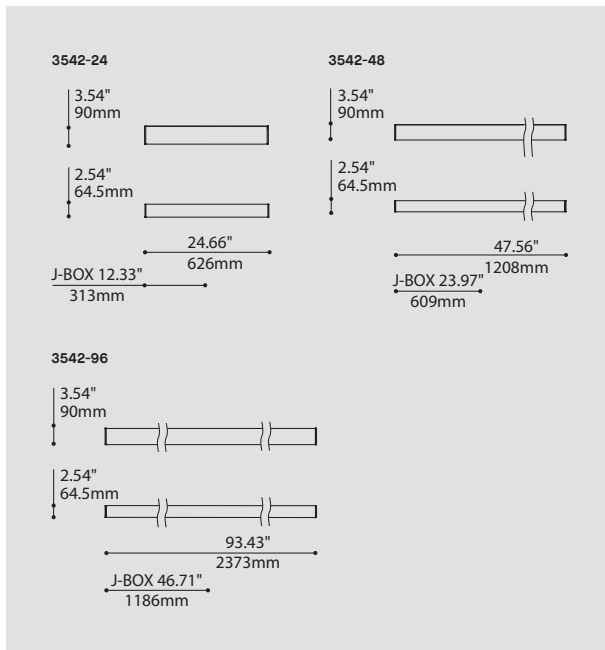 3542-24
3.54"
90mm
2.54"
64.5mm
24.66"
626mm
J-BOX 12.33"
313mm
3542-48
3.54"
90mm
2.54"
64.5mm
47.56"
1208mm
J-BOX 23.97"
609mm
3542-96
3.54"
90mm
2.54"
64.5mm
93.43"
2373mm
J-BOX 46.71"
1186mm